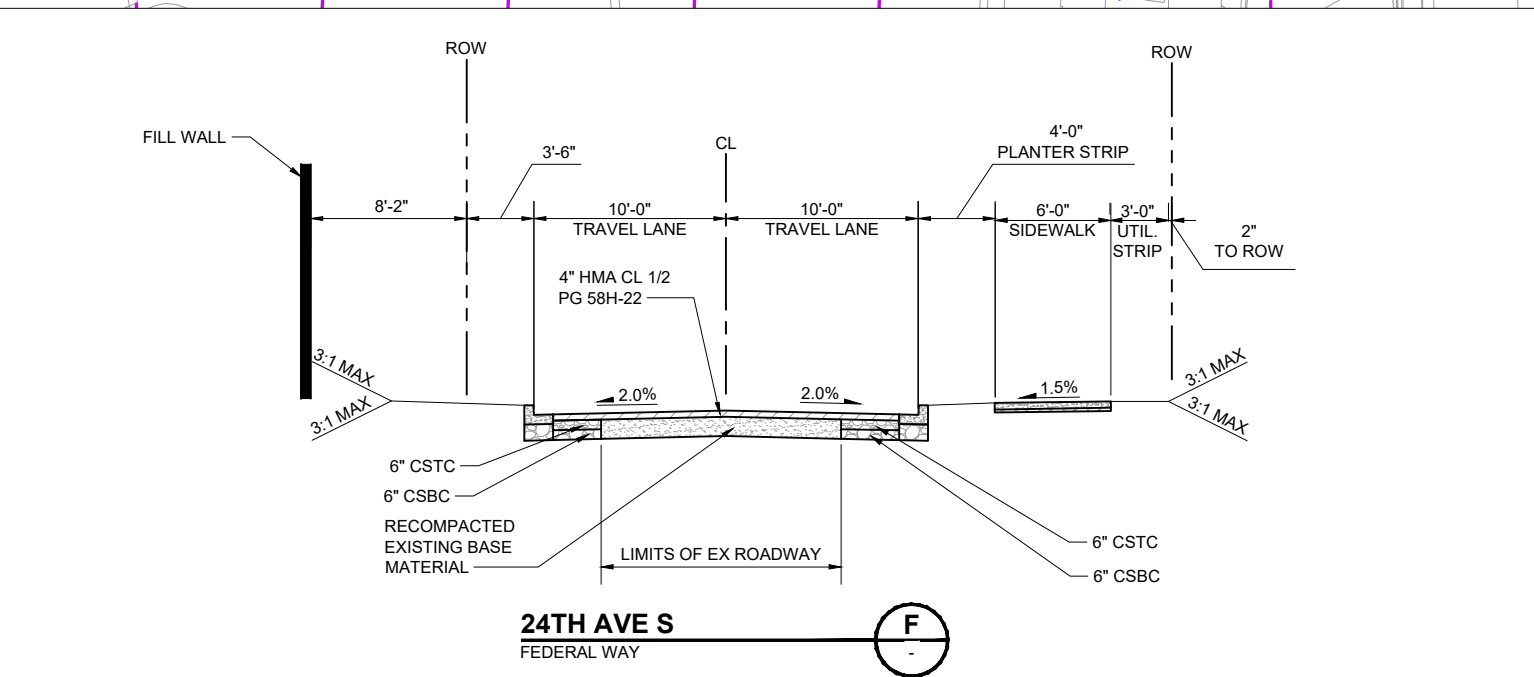 ROW
ROW
FILL WALL
CL
4'-0"
PLANTER STRIP
3'-6"
8'-2"
10'-0"
TRAVEL LANE
10'-0"
TRAVEL LANE
6'-0"
SIDEWALK
3'-0"
UTIL.
STRIP
2"
TO ROW
4" HMA CL 1/2
PG 58H-22
3:1 MAX
3:1 MAX
2.0%
2.0%
1.5%
3:1 MAX
3:1 MAX
6" CSTC
6" CSBC
RECOMPACTED
EXISTING BASE
MATERIAL
LIMITS OF EX ROADWAY
6" CSTC
6" CSBC
24TH AVE S
FEDERAL WAY
F
-